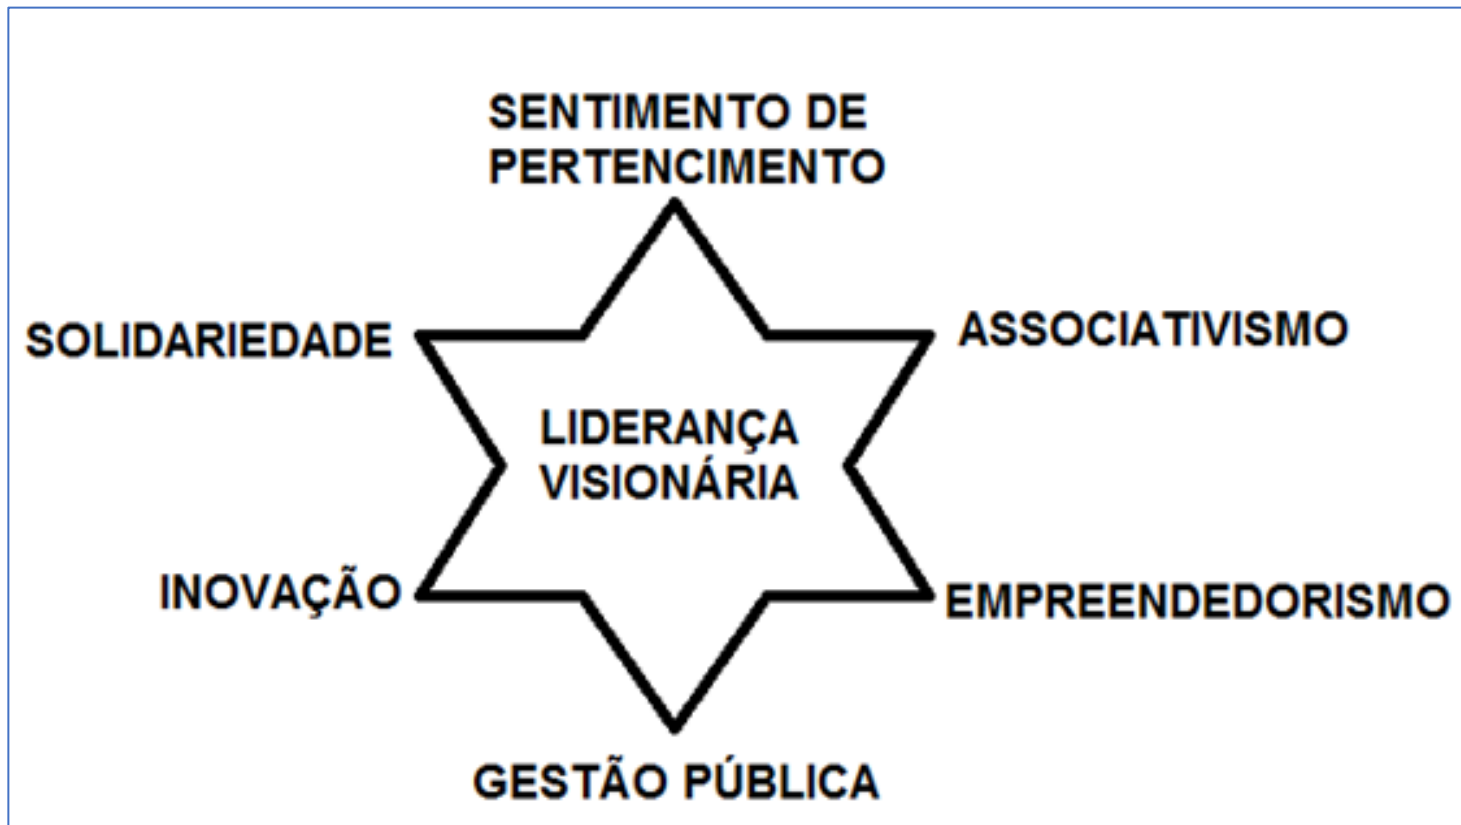 SENTIMENTO DE
PERTENCIMENTO
SOLIDARIEDADE
ASSOCIATIVISMO
LIDERANÇA
VISIONÁRIA
INOVAÇÃO
EMPREENDEDORISMO
GESTÃO PÚBLICA